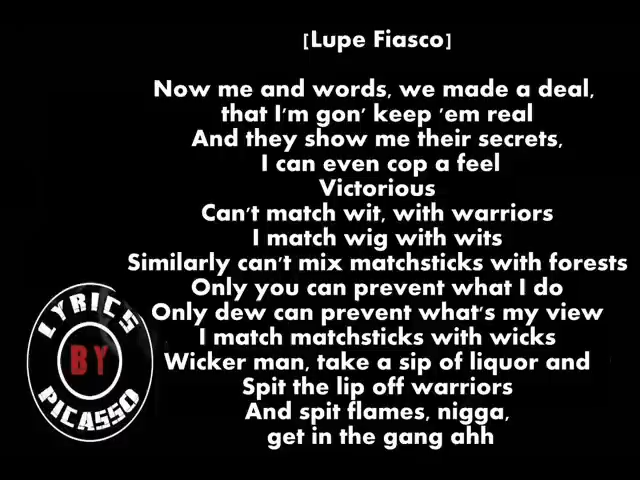 [Lupe Fiasco]
Now me and words, we made a deal,
that I'm gon' keep 'em real
And they show me their secrets,
I can even cop a feel
Victorious
Can't match wit, with warriors
I match wig with wits
Similarly can't mix matchsticks with forests
Only you can prevent what I do
Only dew can prevent what's my view
I match matchsticks with wicks
Wicker man, take a sip of liquor and
Spit the lip off warriors
And spit flames, nigga,
get in the gang ahh
LYRICS
BY
PICASSO